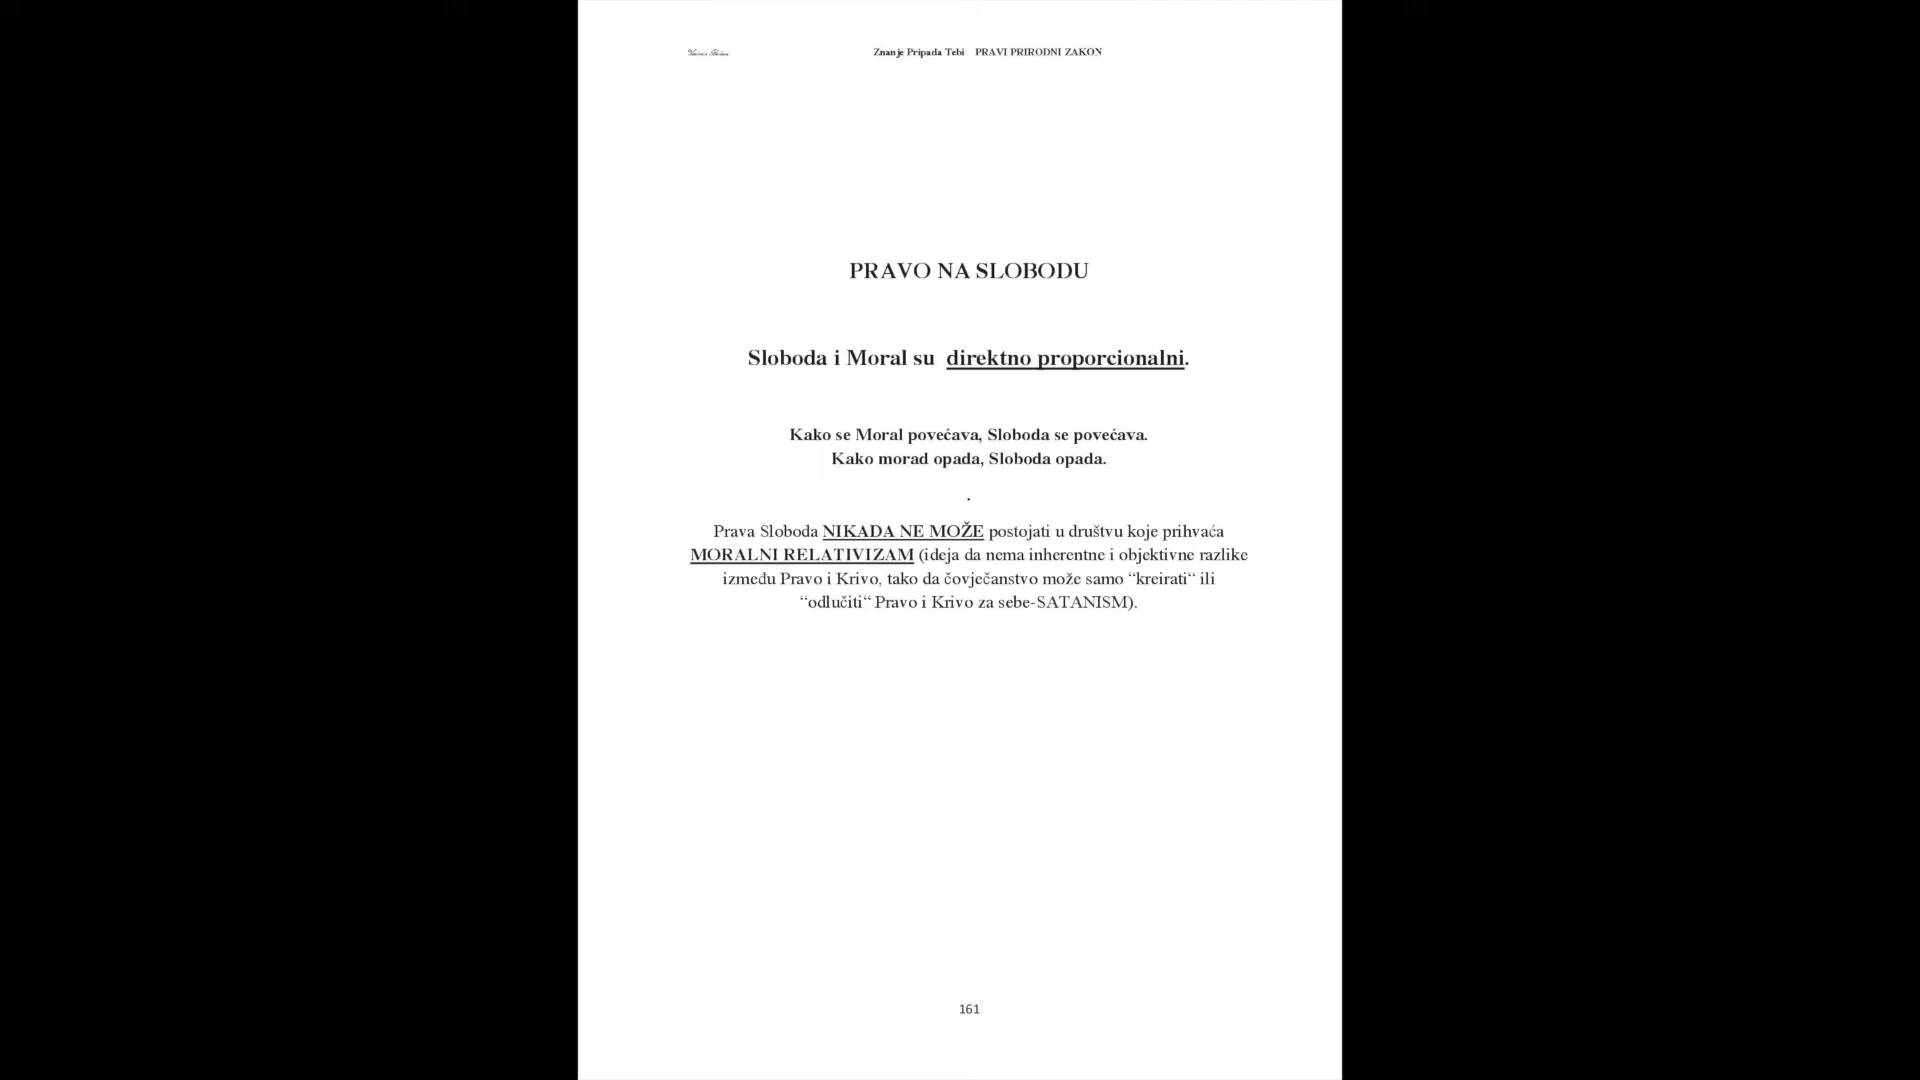 Znanje Pripada Tebi PRAVI PRIRODNI ZAKON
PRAVO NA SLOBODU
Sloboda i Moral su direktno proporcionalni.
Kako se Moral povećava, Sloboda se povećava.
Kako morad opada, Sloboda opada.
.
Prava Sloboda NIKADA NE MOŽE postojati u društvu koje prihvaća
MORALNI RELATIVIZAM (ideja da nema inherentne i objektivne razlike
između Pravo i Krivo, tako da čovječanstvo može samo “kreirati“ ili
“odlučiti“ Pravo i Krivo za sebe-SATANISM).
161